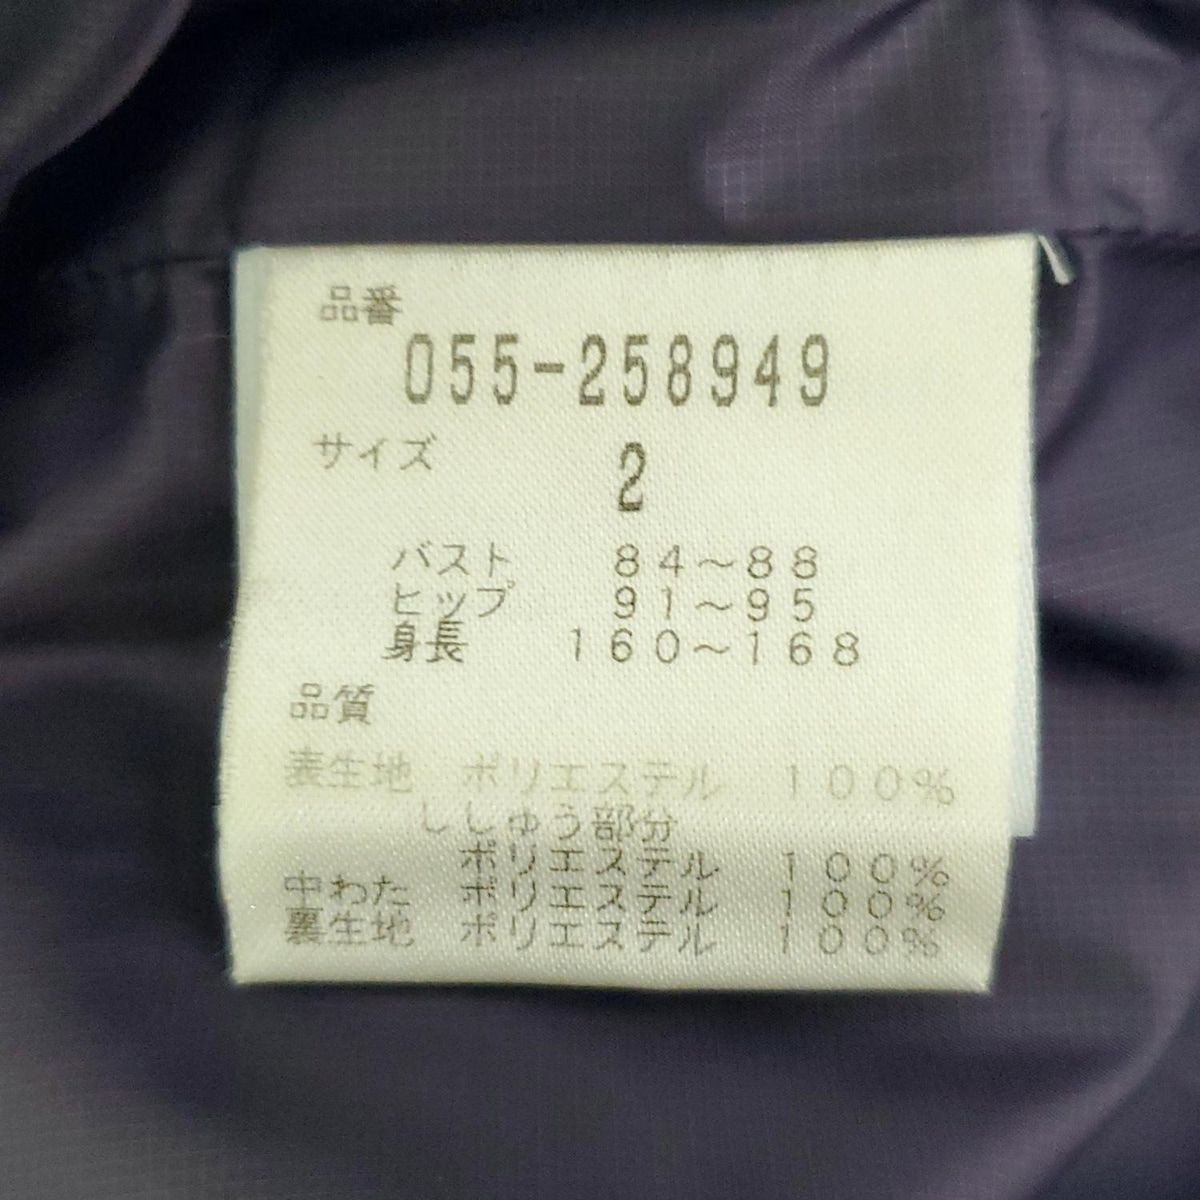 品番
055-258949
サイズ 2
バスト 84~88
ヒップ 91~95
身長 160~168
品質
表生地 ポリエステル 100%
ししゅう部分
ポリエステル 100%
中わた ポリエステル 100%
裏生地 ポリエステル 100%